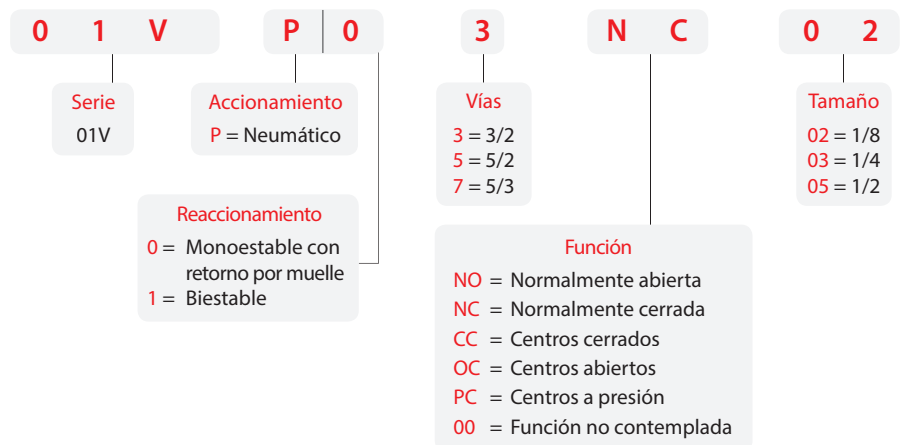 0 1 V P 0 3 N C 0 2
Serie
01V
Accionamiento
P = Neumático
Vías
3 = 3/2
5 = 5/2
7 = 5/3
Tamaño
02 = 1/8
03 = 1/4
05 = 1/2
Reaccionamiento
0 = Monoestable con
retorno por muelle
1 = Biestable
Función
NO = Normalmente abierta
NC = Normalmente cerrada
CC = Centros cerrados
OC = Centros abiertos
PC = Centros a presión
00 = Función no contemplada